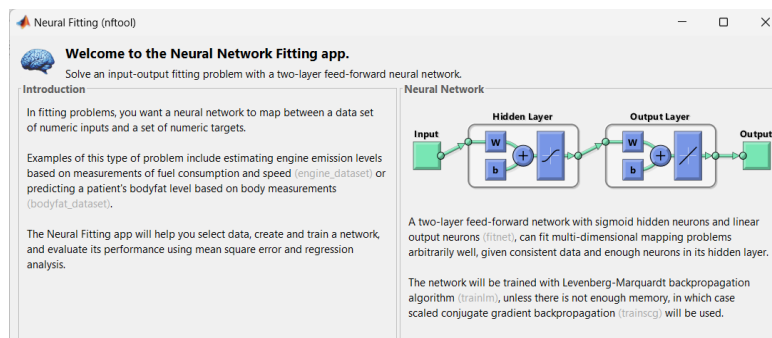 Neural Fitting (nftool)
Welcome to the Neural Network Fitting app.
Solve an input-output fitting problem with a two-layer feed-forward neural network.
Introduction
In fitting problems, you want a neural network to map between a data set
of numeric inputs and a set of numeric targets.
Examples of this type of problem include estimating engine emission levels
based on measurements of fuel consumption and speed (engine_dataset) or
predicting a patient's bodyfat level based on body measurements
(bodyfat_dataset).
The Neural Fitting app will help you select data, create and train a network,
and evaluate its performance using mean square error and regression
analysis.
Neural Network
Hidden Layer
Output Layer
Input
W
b
+
W
b
+
Output
A two-layer feed-forward network with sigmoid hidden neurons and linear
output neurons (fitnet), can fit multi-dimensional mapping problems
arbitrarily well, given consistent data and enough neurons in its hidden layer.
The network will be trained with Levenberg-Marquardt backpropagation
algorithm (trainlm), unless there is not enough memory, in which case
scaled conjugate gradient backpropagation (trainscg) will be used.